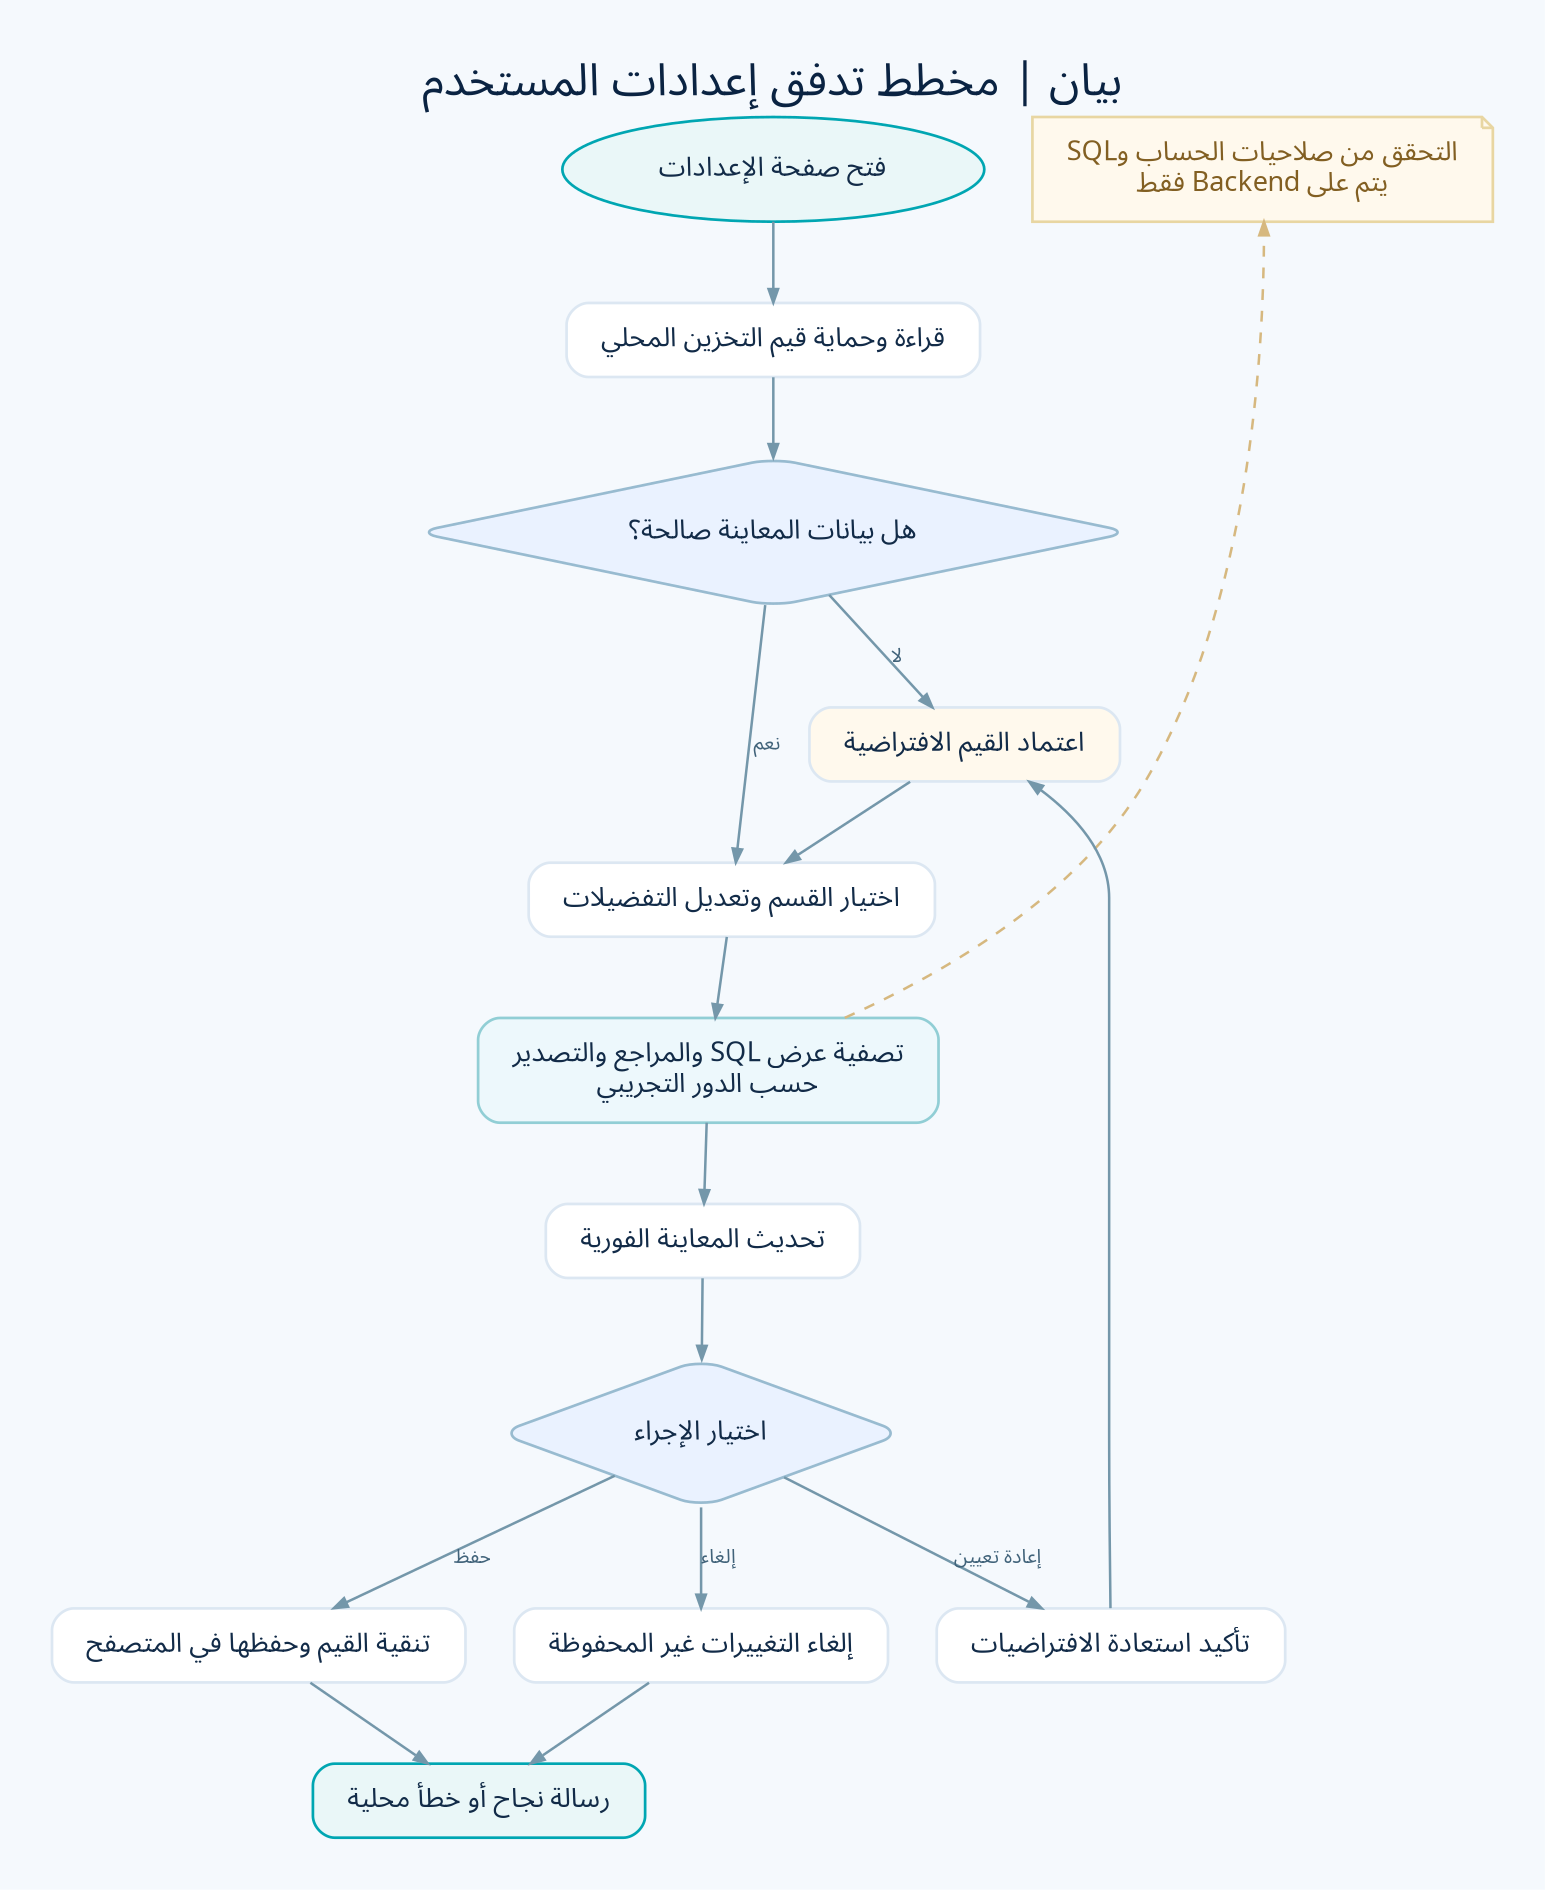 بيان | مخطط تدفق إعدادات المستخدم
فتح صفحة الإعدادات
التحقق من صلاحيات الحساب وSQL
يتم على Backend فقط
قراءة وحماية قيم التخزين المحلي
هل بيانات المعاينة صالحة؟
لا
نعم
اعتماد القيم الافتراضية
اختيار القسم وتعديل التفضيلات
تصفية عرض SQL والمراجع والتصدير
حسب الدور التجريبي
تحديث المعاينة الفورية
اختيار الإجراء
إعادة تعيين
إلغاء
حفظ
تأكيد استعادة الافتراضيات
إلغاء التغييرات غير المحفوظة
تنقية القيم وحفظها في المتصفح
رسالة نجاح أو خطأ محلية